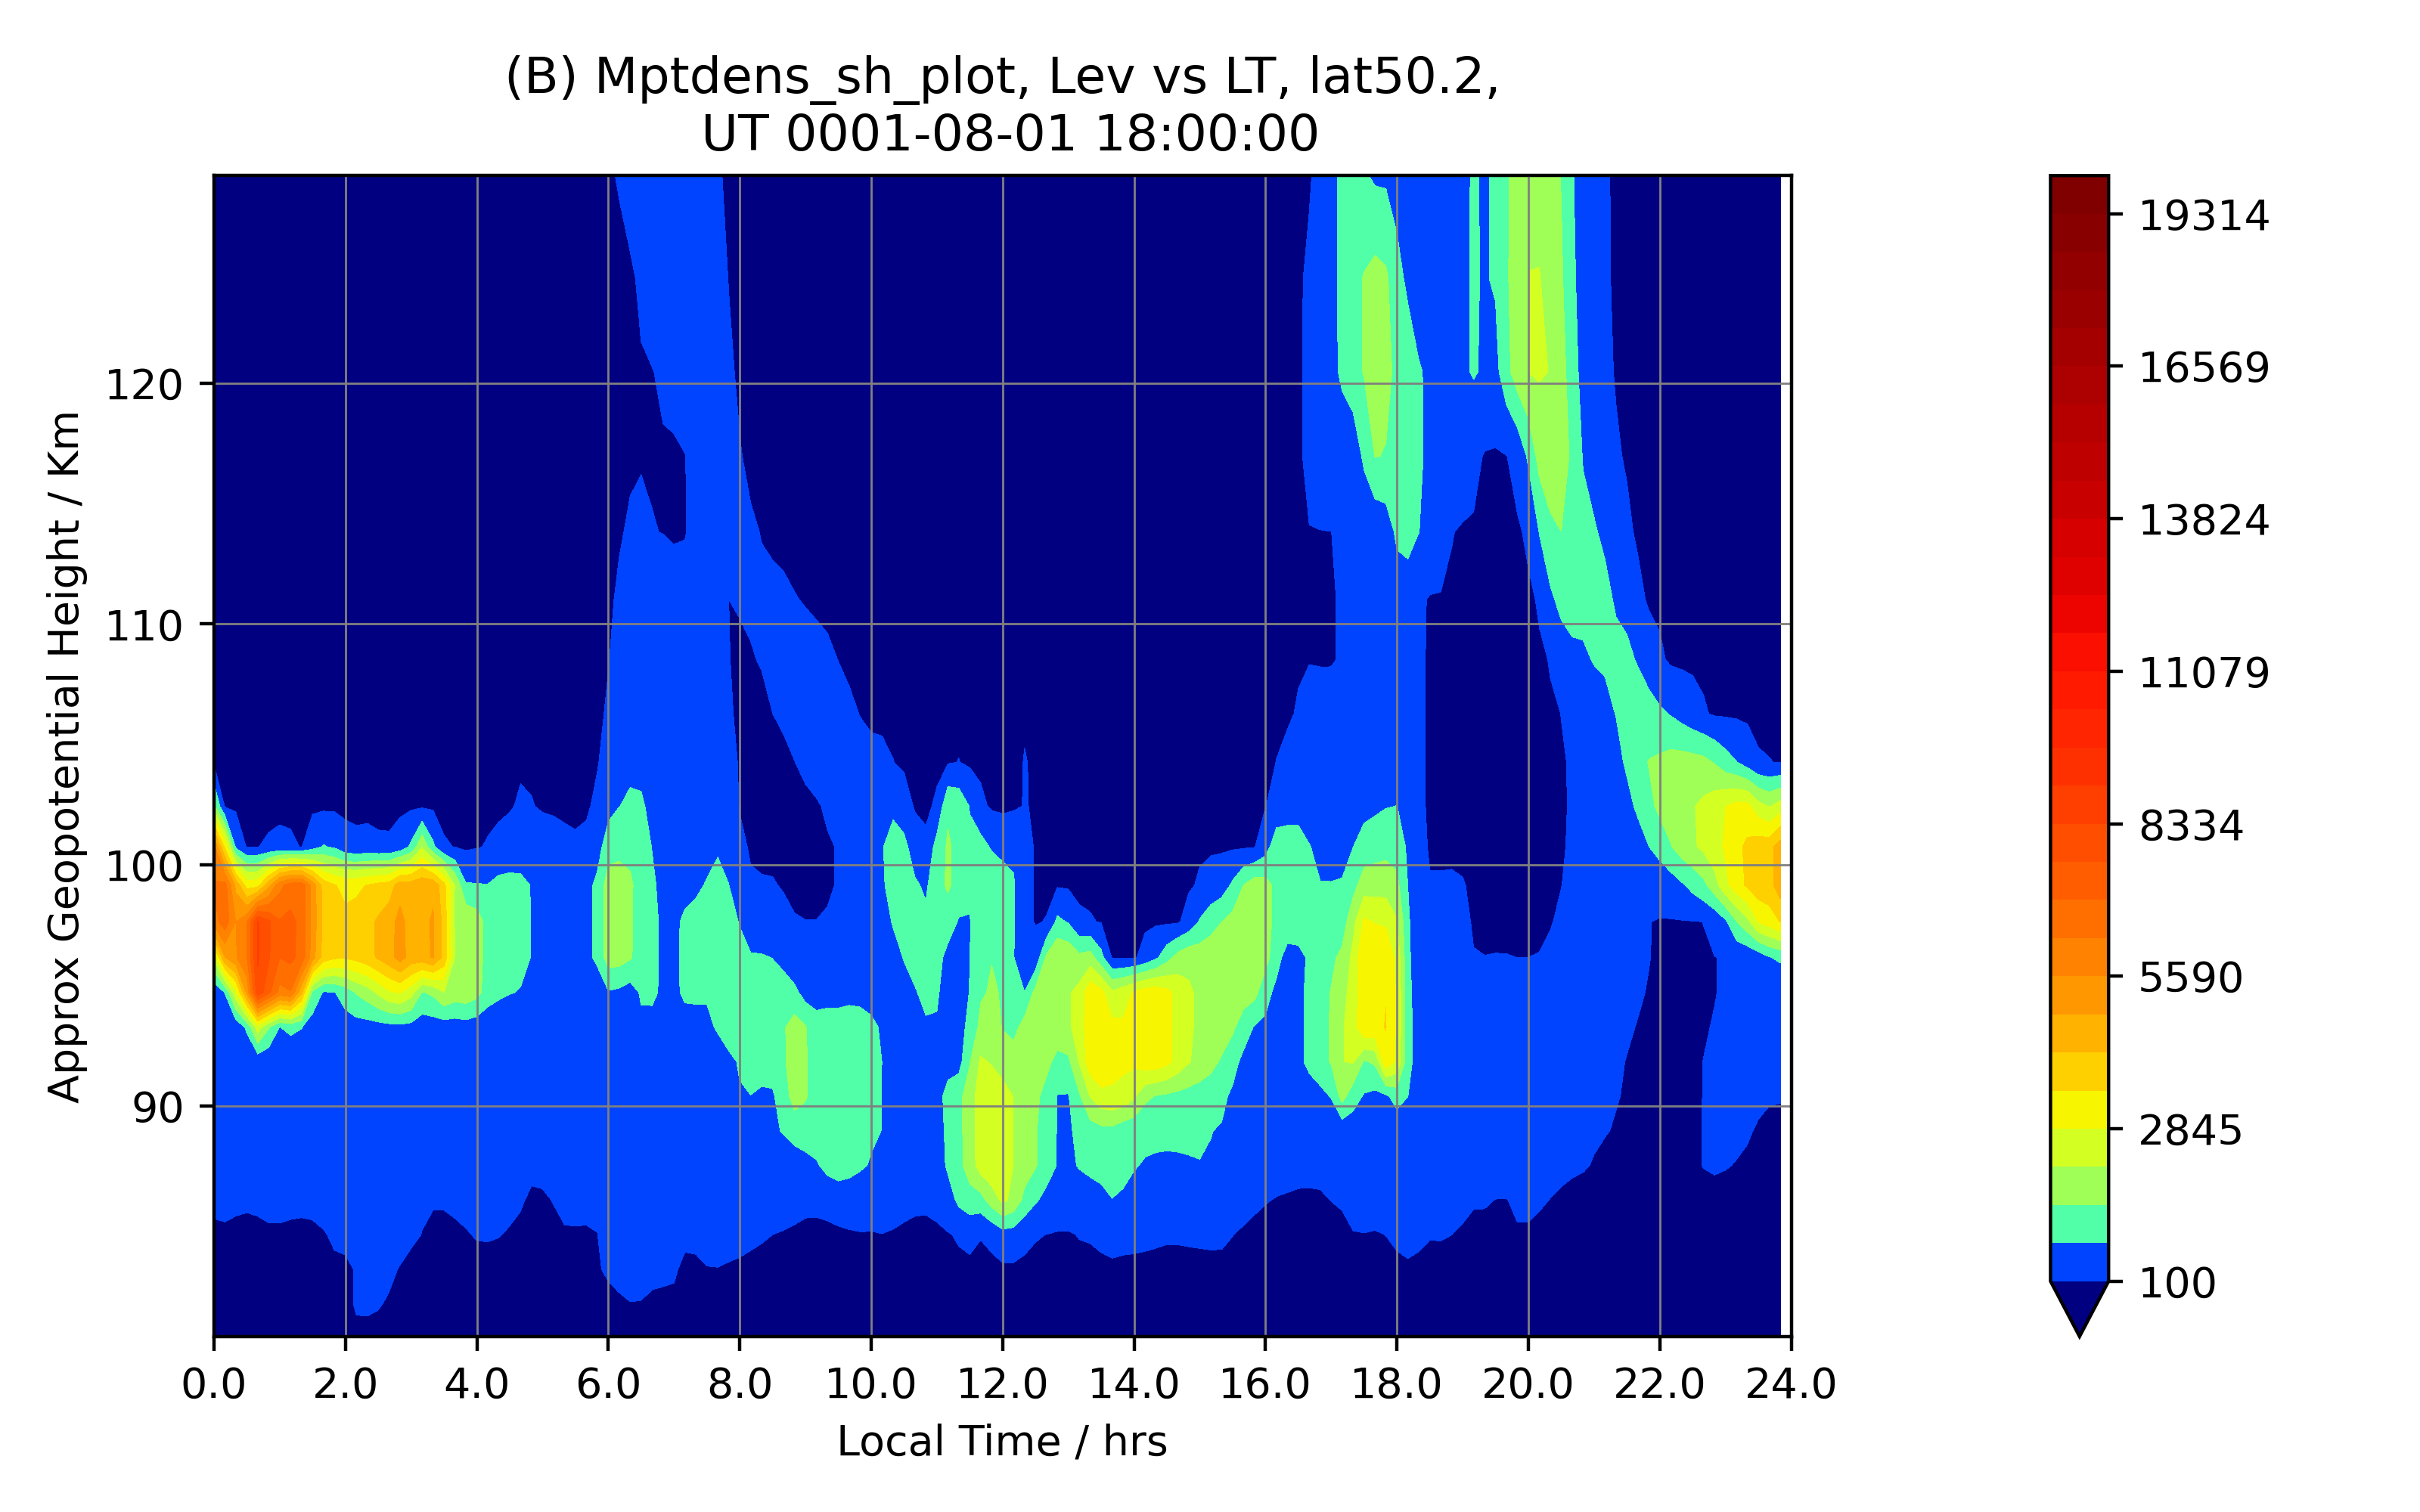 (B) Mptdens_sh_plot, Lev vs LT, lat50.2,
UT 0001-08-01 18:00:00
Approx Geopotential Height / Km
120
110
100
90
0.0 2.0 4.0 6.0 8.0 10.0 12.0 14.0 16.0 18.0 20.0 22.0 24.0
Local Time / hrs
19314
16569
13824
11079
8334
5590
2845
100